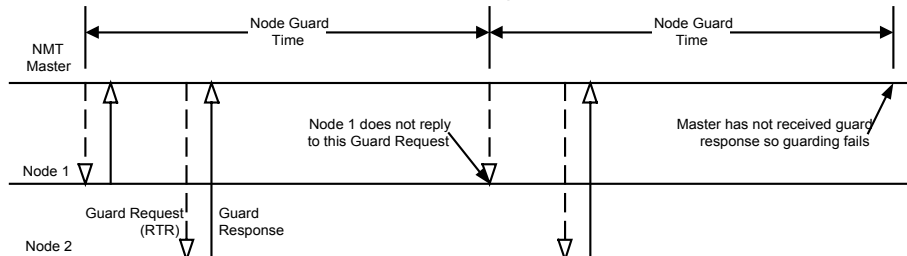 Node Guard
Time
Node Guard
Time
NMT
Master
Node 1 does not reply
to this Guard Request
Master has not received guard
response so guarding fails
Node 1
Guard Request
(RTR)
Guard
Response
Node 2